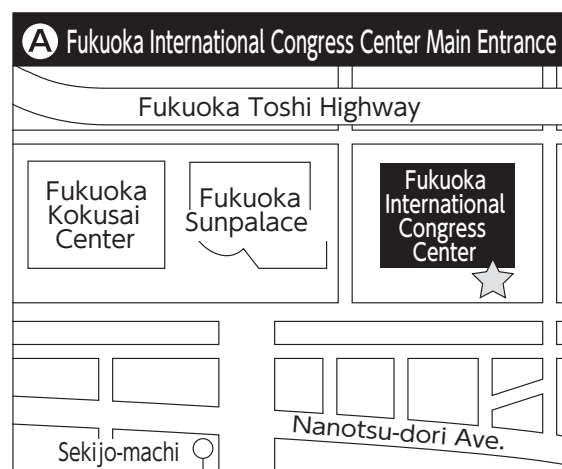 A Fukuoka International Congress Center Main Entrance
Fukuoka Toshi Highway
Fukuoka
Kokusai
Center
Fukuoka
Sunpalace
Fukuoka
International
Congress
Center
Nanotsu-dori Ave.
Sekijo-machi